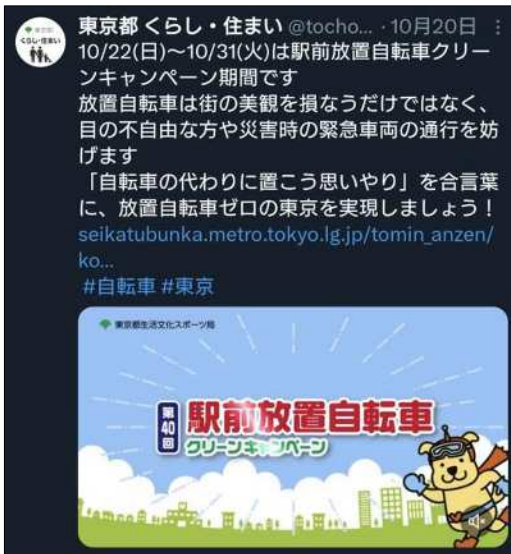 東京都
くらし・住まい
東京都 くらし・住まい @tocho... · 10月20日
10/22(日)～10/31(火)は駅前放置自転車クリー
ンキャンペーン期間です
放置自転車は街の美観を損なうだけではなく、
目の不自由な方や災害時の緊急車両の通行を妨
げます
「自転車の代わりに置こう思いやり」を合言葉
に、放置自転車ゼロの東京を実現しましょう！
seikatubunka.metro.tokyo.lg.jp/tomin_anzen/
ko...
#自転車 #東京
東京都生活文化スポーツ局
第40回
駅前放置自転車
クリーンキャンペーン